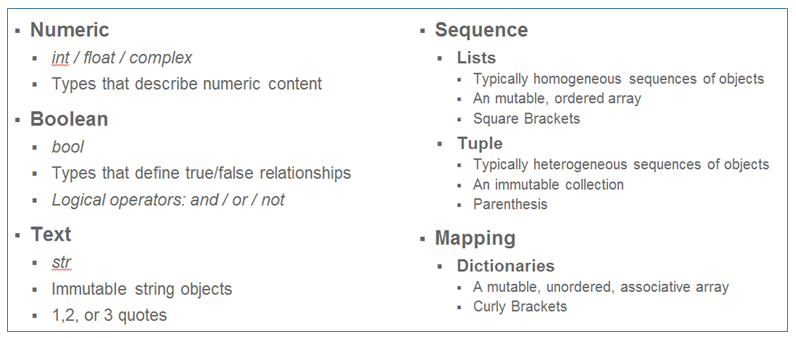 Numeric
int / float / complex
Types that describe numeric content
Boolean
bool
Types that define true/false relationships
Logical operators: and / or / not
Text
str
Immutable string objects
1,2, or 3 quotes
Sequence
Lists
Typically homogeneous sequences of objects
An mutable, ordered array
Square Brackets
Tuple
Typically heterogeneous sequences of objects
An immutable collection
Parenthesis
Mapping
Dictionaries
A mutable, unordered, associative array
Curly Brackets